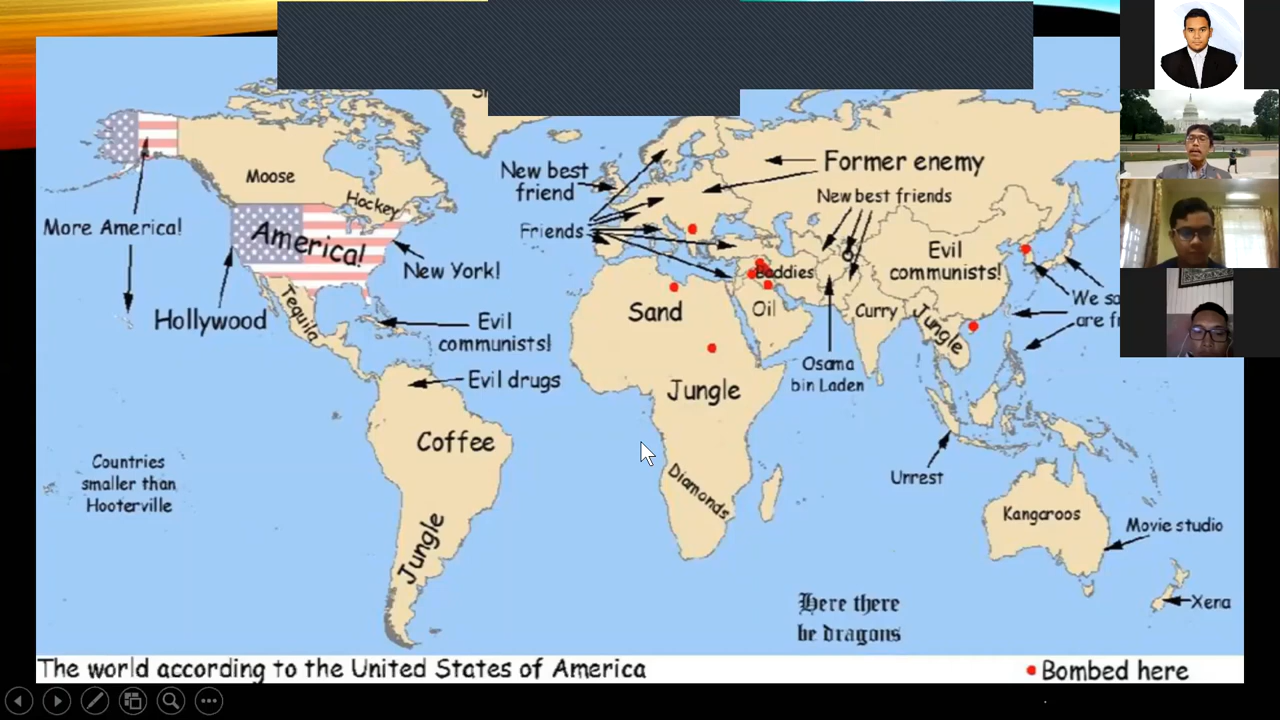 Moose
Hockey
New best
friend
Former enemy
New best friends
More America!
America!
Friends
Baddies
Evil
communists!
New York!
Tequila
Hollywood
Sand
Oil
Curry
Jungle
We
are
Evil
communists!
Evil drugs
Jungle
Osama
bin Laden
Coffee
Countries
smaller than
Hooterville
Diamonds
Unrest
Kangaroos
Movie studio
Jungle
Here there
be dragons
Xena
The world according to the United States of America
Bombed here